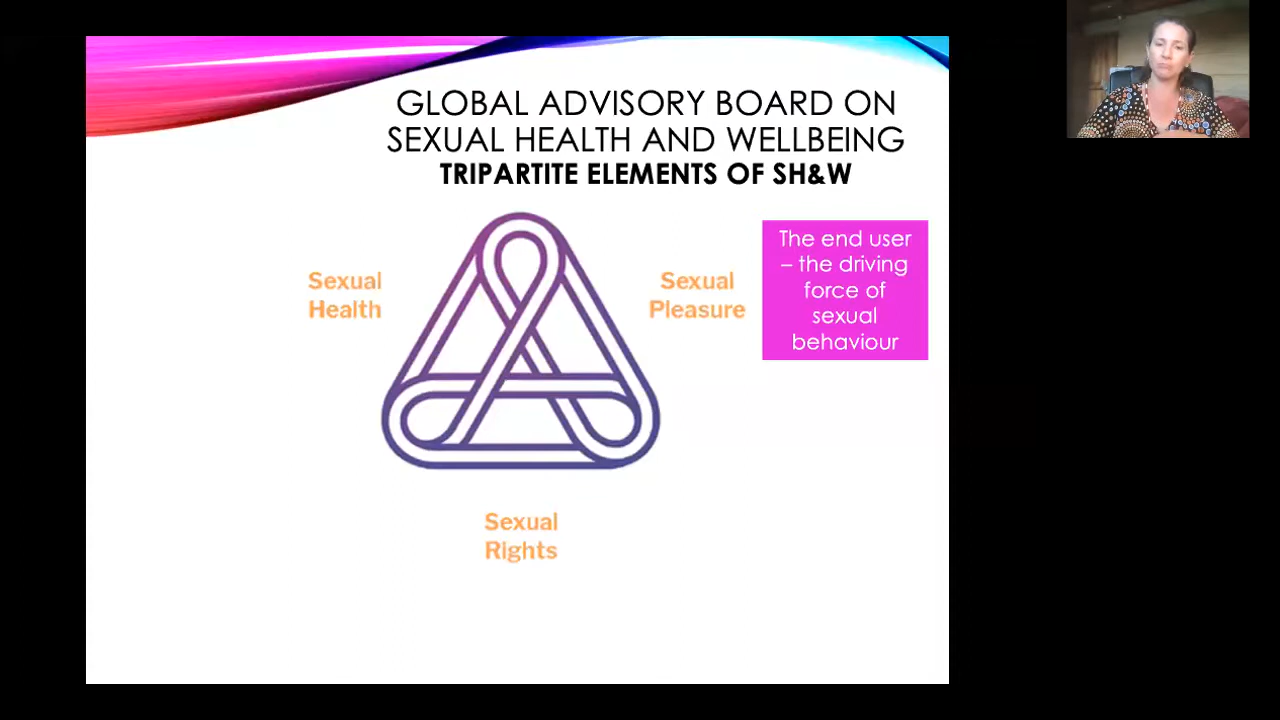 GLOBAL ADVISORY BOARD ON
SEXUAL HEALTH AND WELLBEING
TRIPARTITE ELEMENTS OF SH&W
Sexual
Health
Sexual
Pleasure
The end user
– the driving
force of
sexual
behaviour
Sexual
Rights